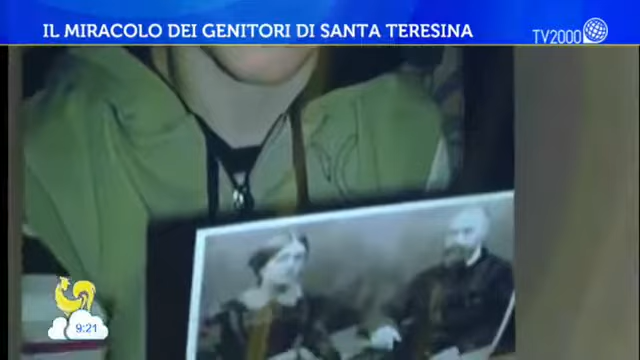 IL MIRACOLO DEI GENITORI DI SANTA TERESINA
TV2000
9:21